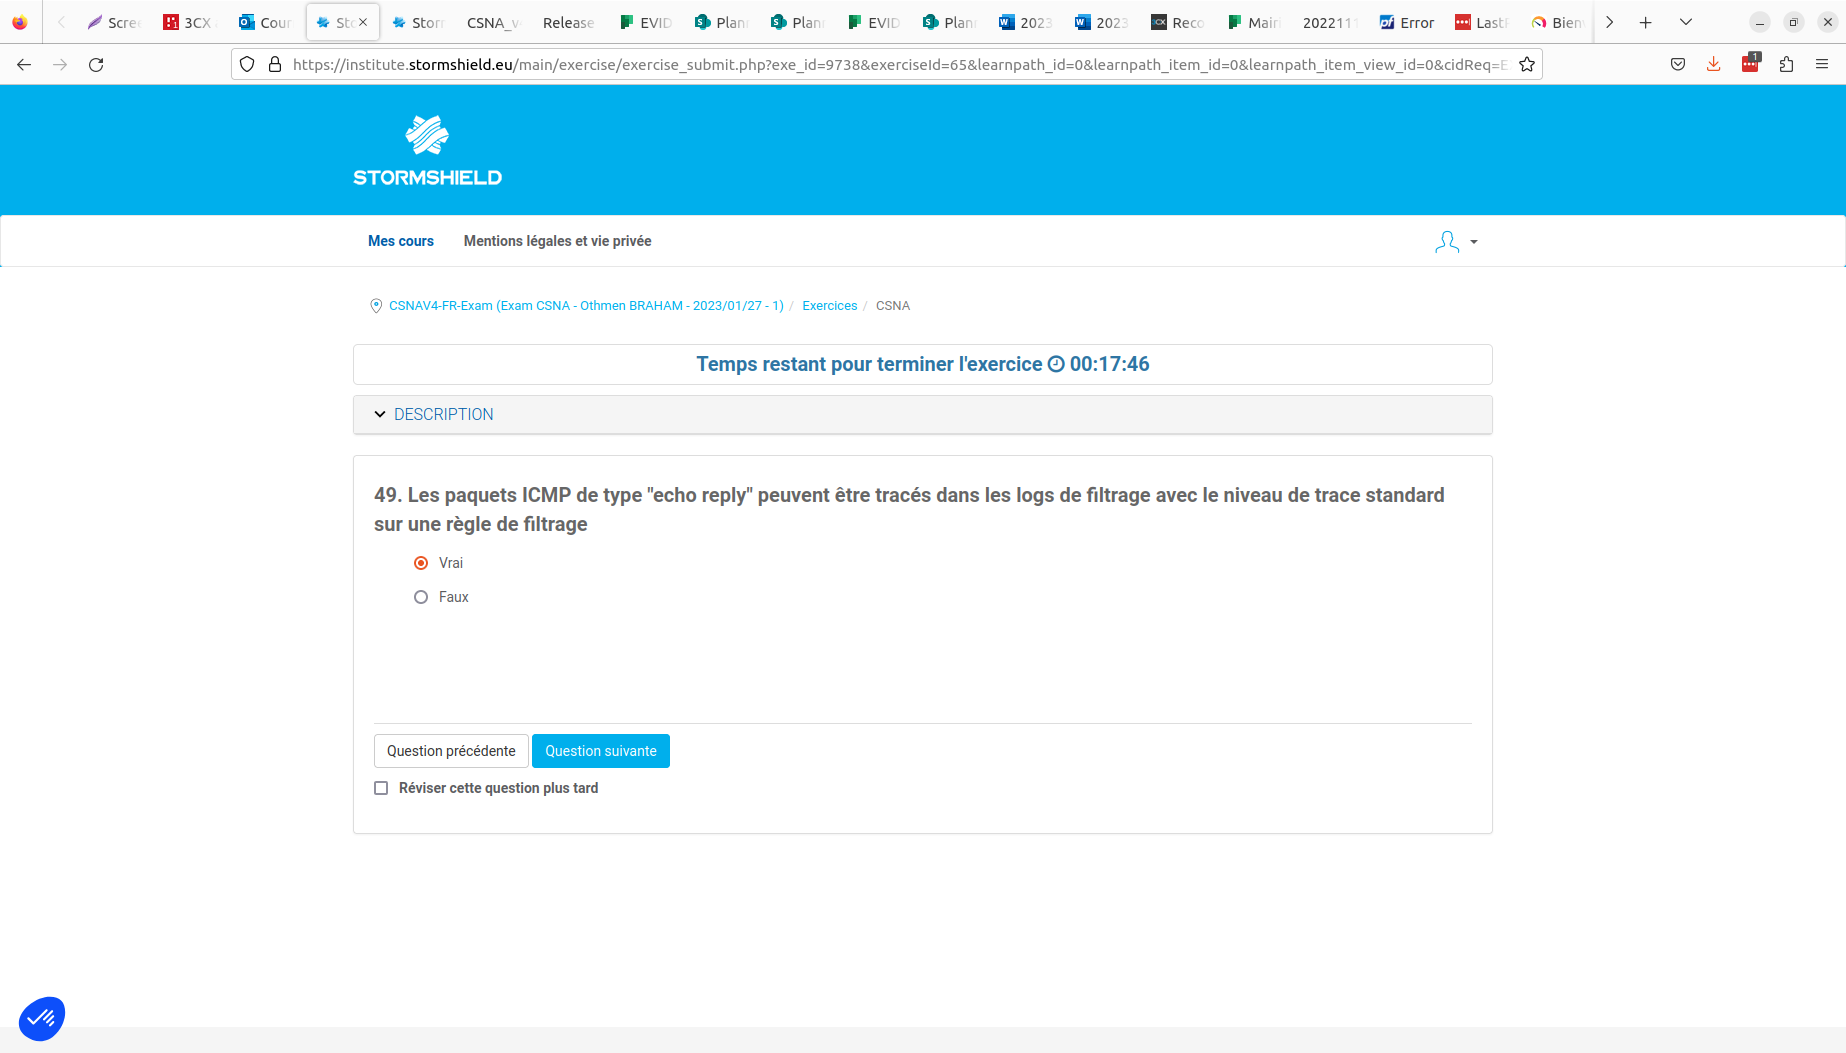 Scree
3CX
Cour
Sto
Storm
CSNA_v
Release
EVID
Plan
Plan
EVID
Plan
2023
2023
Reco
Mairi
2022111
Error
LastP
Bien
https://institute.stormshield.eu/main/exercise/exercise_submit.php?exe_id=9738&exerciseId=65&learnpath_id=0&learnpath_item_id=0&learnpath_item_view_id=0&cidReq=E
1
STORMSHIELD
Mes cours Mentions légales et vie privée
CSNAV4-FR-Exam (Exam CSNA - Othmen BRAHAM - 2023/01/27 - 1) / Exercices / CSNA
Temps restant pour terminer l'exercice 00:17:46
DESCRIPTION
49. Les paquets ICMP de type "echo reply" peuvent être tracés dans les logs de filtrage avec le niveau de trace standard
sur une règle de filtrage
Vrai
Faux
Question précédente Question suivante
Réviser cette question plus tard